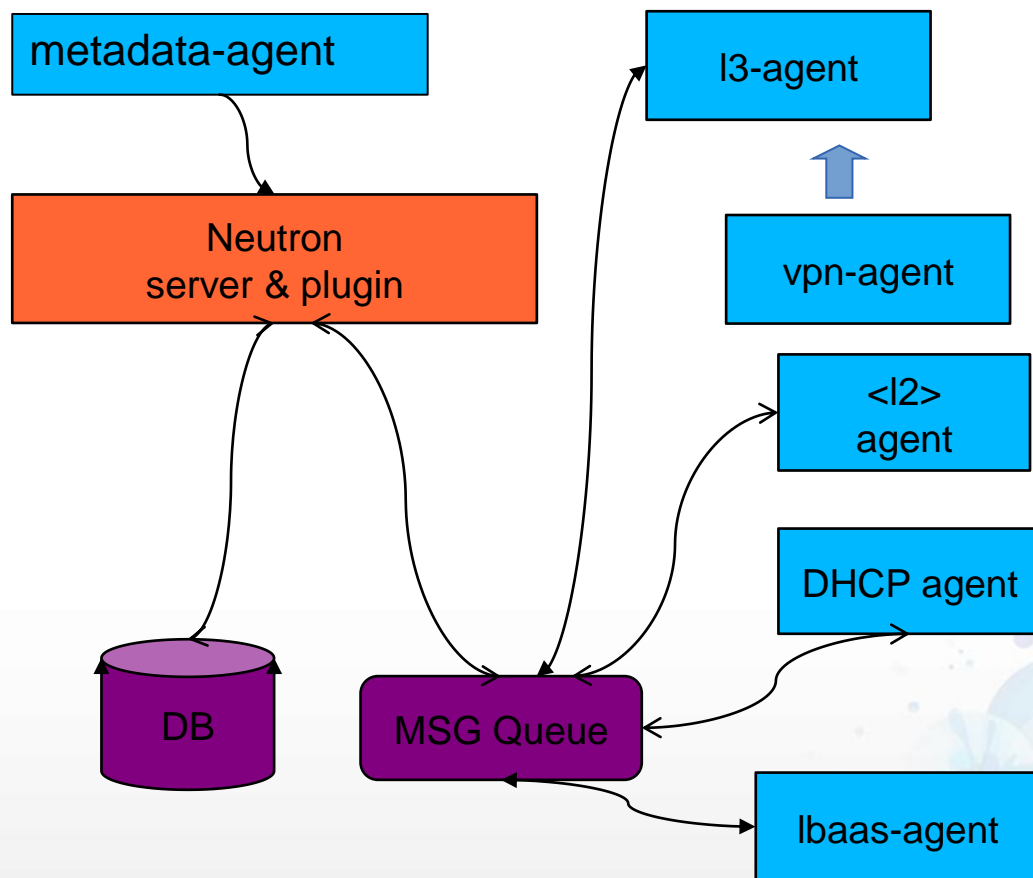 metadata-agent
l3-agent
Neutron
server & plugin
vpn-agent
<l2>
agent
DHCP agent
DB
MSG Queue
lbaas-agent